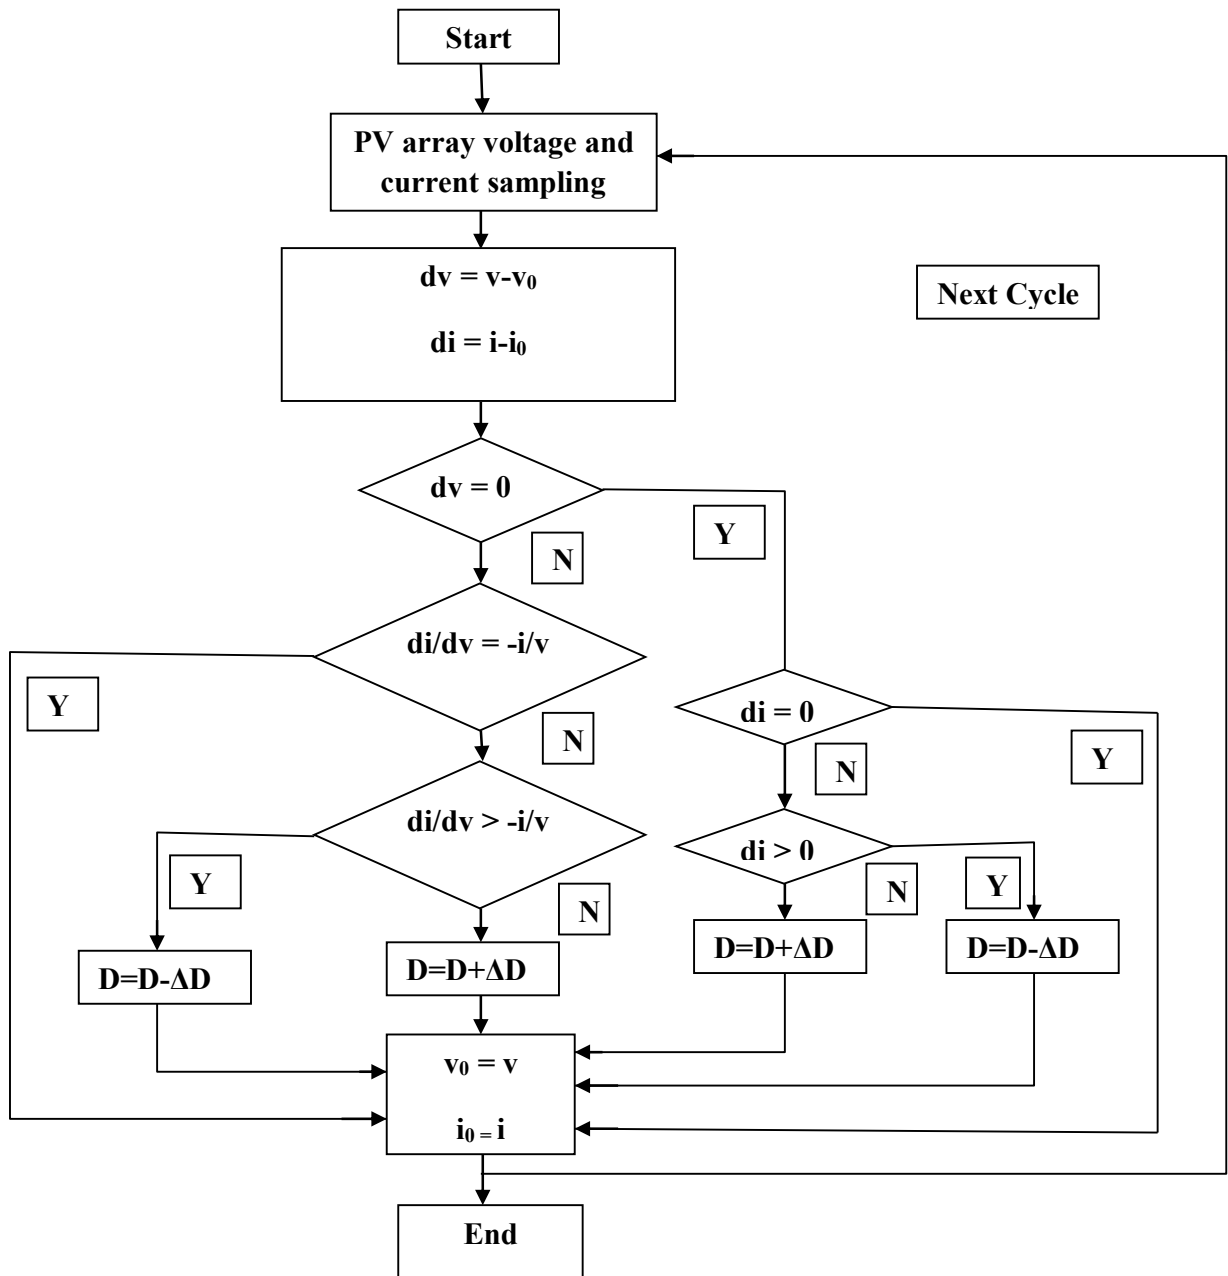 Start
PV array voltage and
current sampling
dv = v-v₀
di = i-i₀
Next Cycle
dv = 0
Y
N
di/dv = -i/v
Y
N
di = 0
Y
N
di/dv > -i/v
Y
N
di > 0
N
Y
D=D-ΔD
D=D+ΔD
D=D+ΔD
D=D-ΔD
v₀ = v
i₀ = i
End